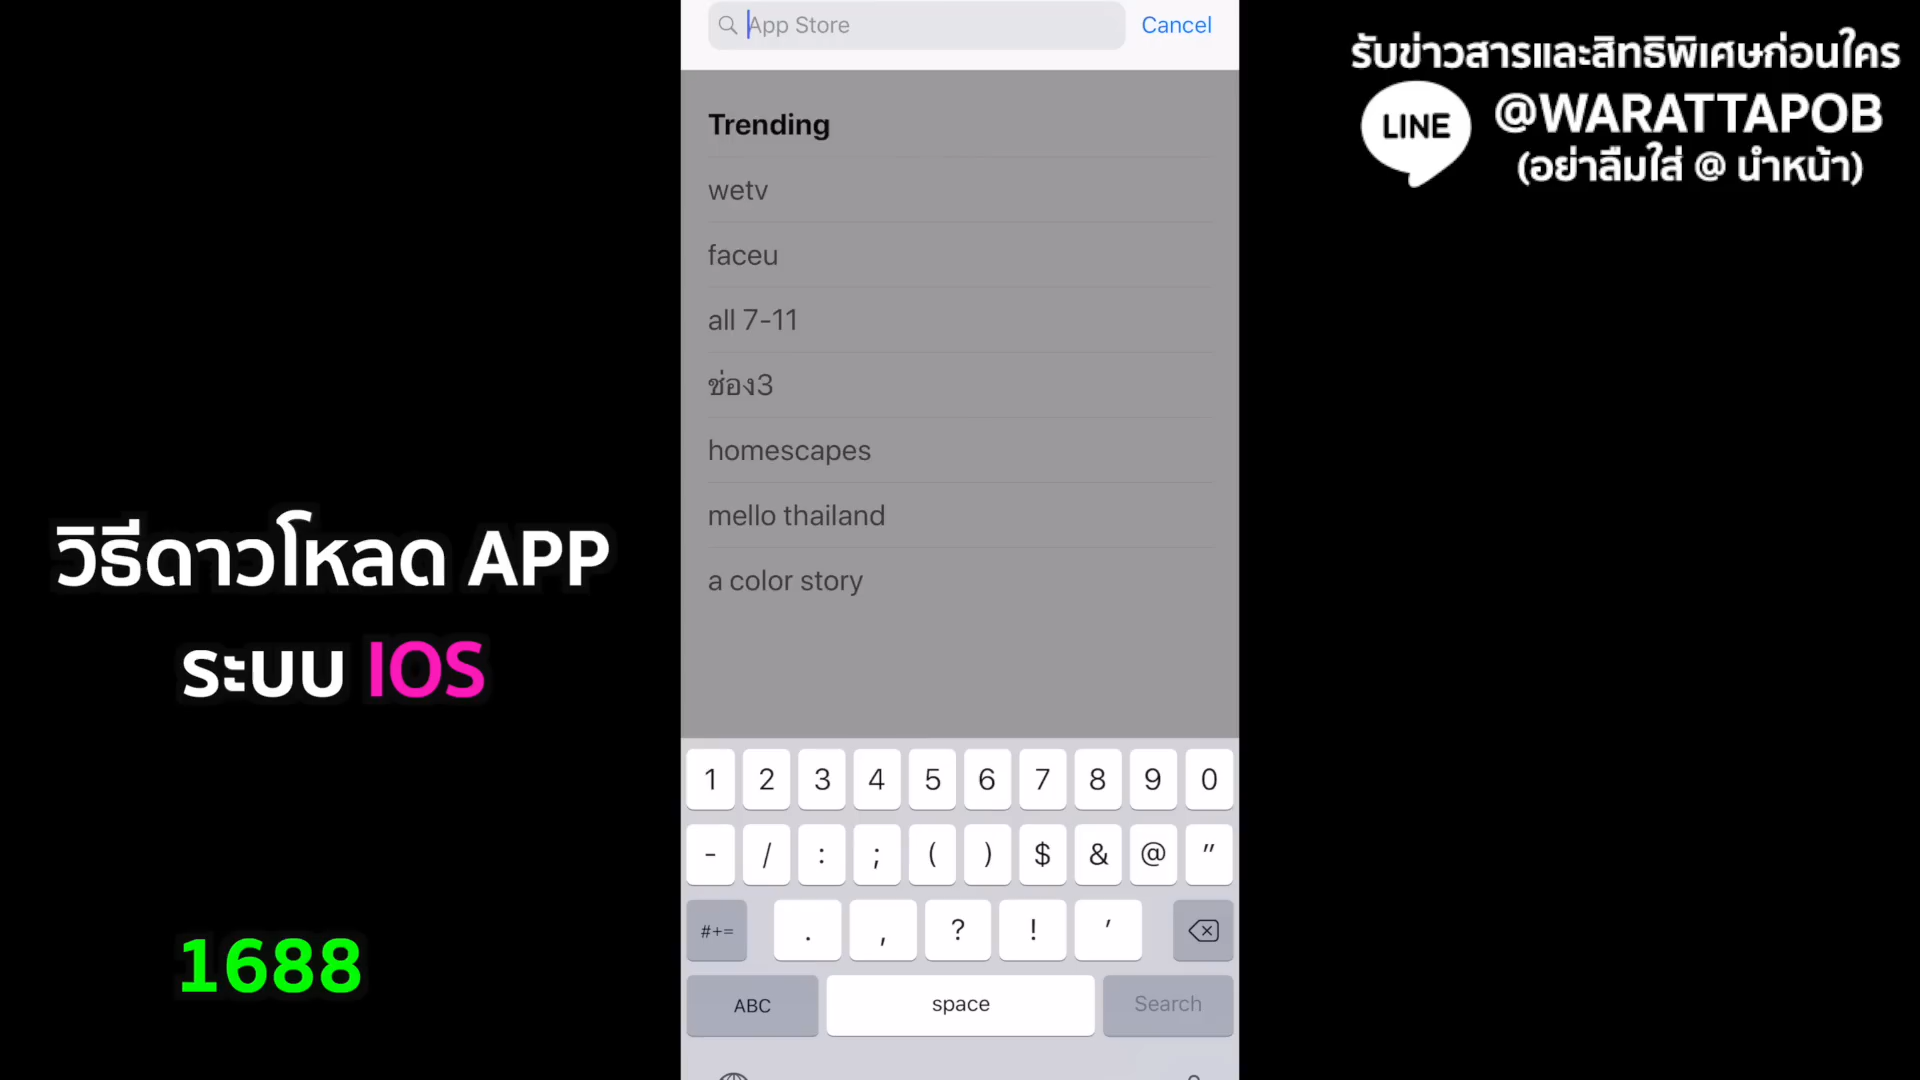 App Store
Cancel
Trending
wetv
faceu
all 7-11
ช่อง3
homescapes
mello thailand
a color story
1 2 3 4 5 6 7 8 9 0
- / : ; ( ) $ & @ "
#+= . , ? ! '
ABC space Search
วิธีดาวโหลด APP
ระบบ IOS
1688
รับข่าวสารและสิทธิพิเศษก่อนใคร
LINE @WARATTAPOB
(อย่าลืมใส่ @ นำหน้า)